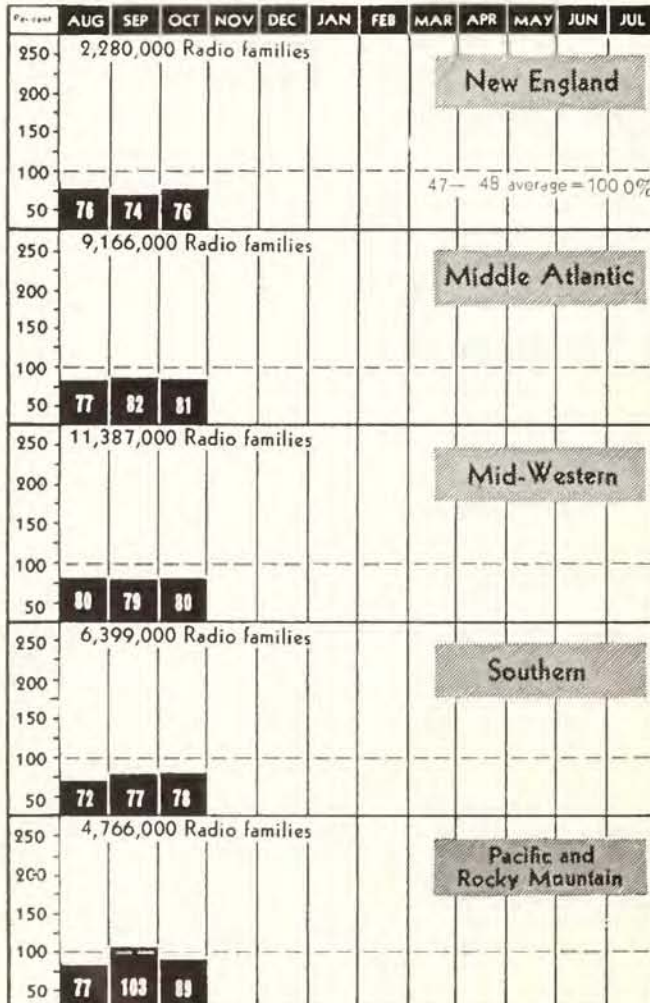 Per cent AUG SEP OCT NOV DEC JAN FEB MAR APR MAY JUN JUL
250 2,280,000 Radio families
New England
200
150
100
47— 48 average = 100 0%
50 76 74 76
250 9,166,000 Radio families
Middle Atlantic
200
150
100
50 77 82 81
250 11,387,000 Radio families
Mid-Western
200
150
100
50 80 79 80
250 6,399,000 Radio families
Southern
200
150
100
50 72 77 78
250 4,766,000 Radio families
Pacific and
Rocky Mountain
200
150
100
50 77 103 89